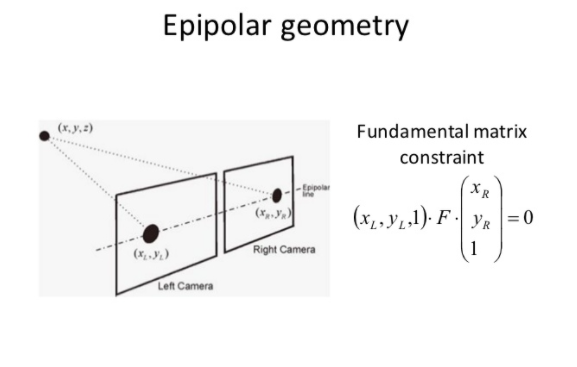 Epipolar geometry
(x, y, z)
Epipolar
line
(x_R, y_R)
(x_L, y_L)
Right Camera
Left Camera
Fundamental matrix
constraint
(x_L, y_L, 1) · F · (x_R y_R 1) = 0